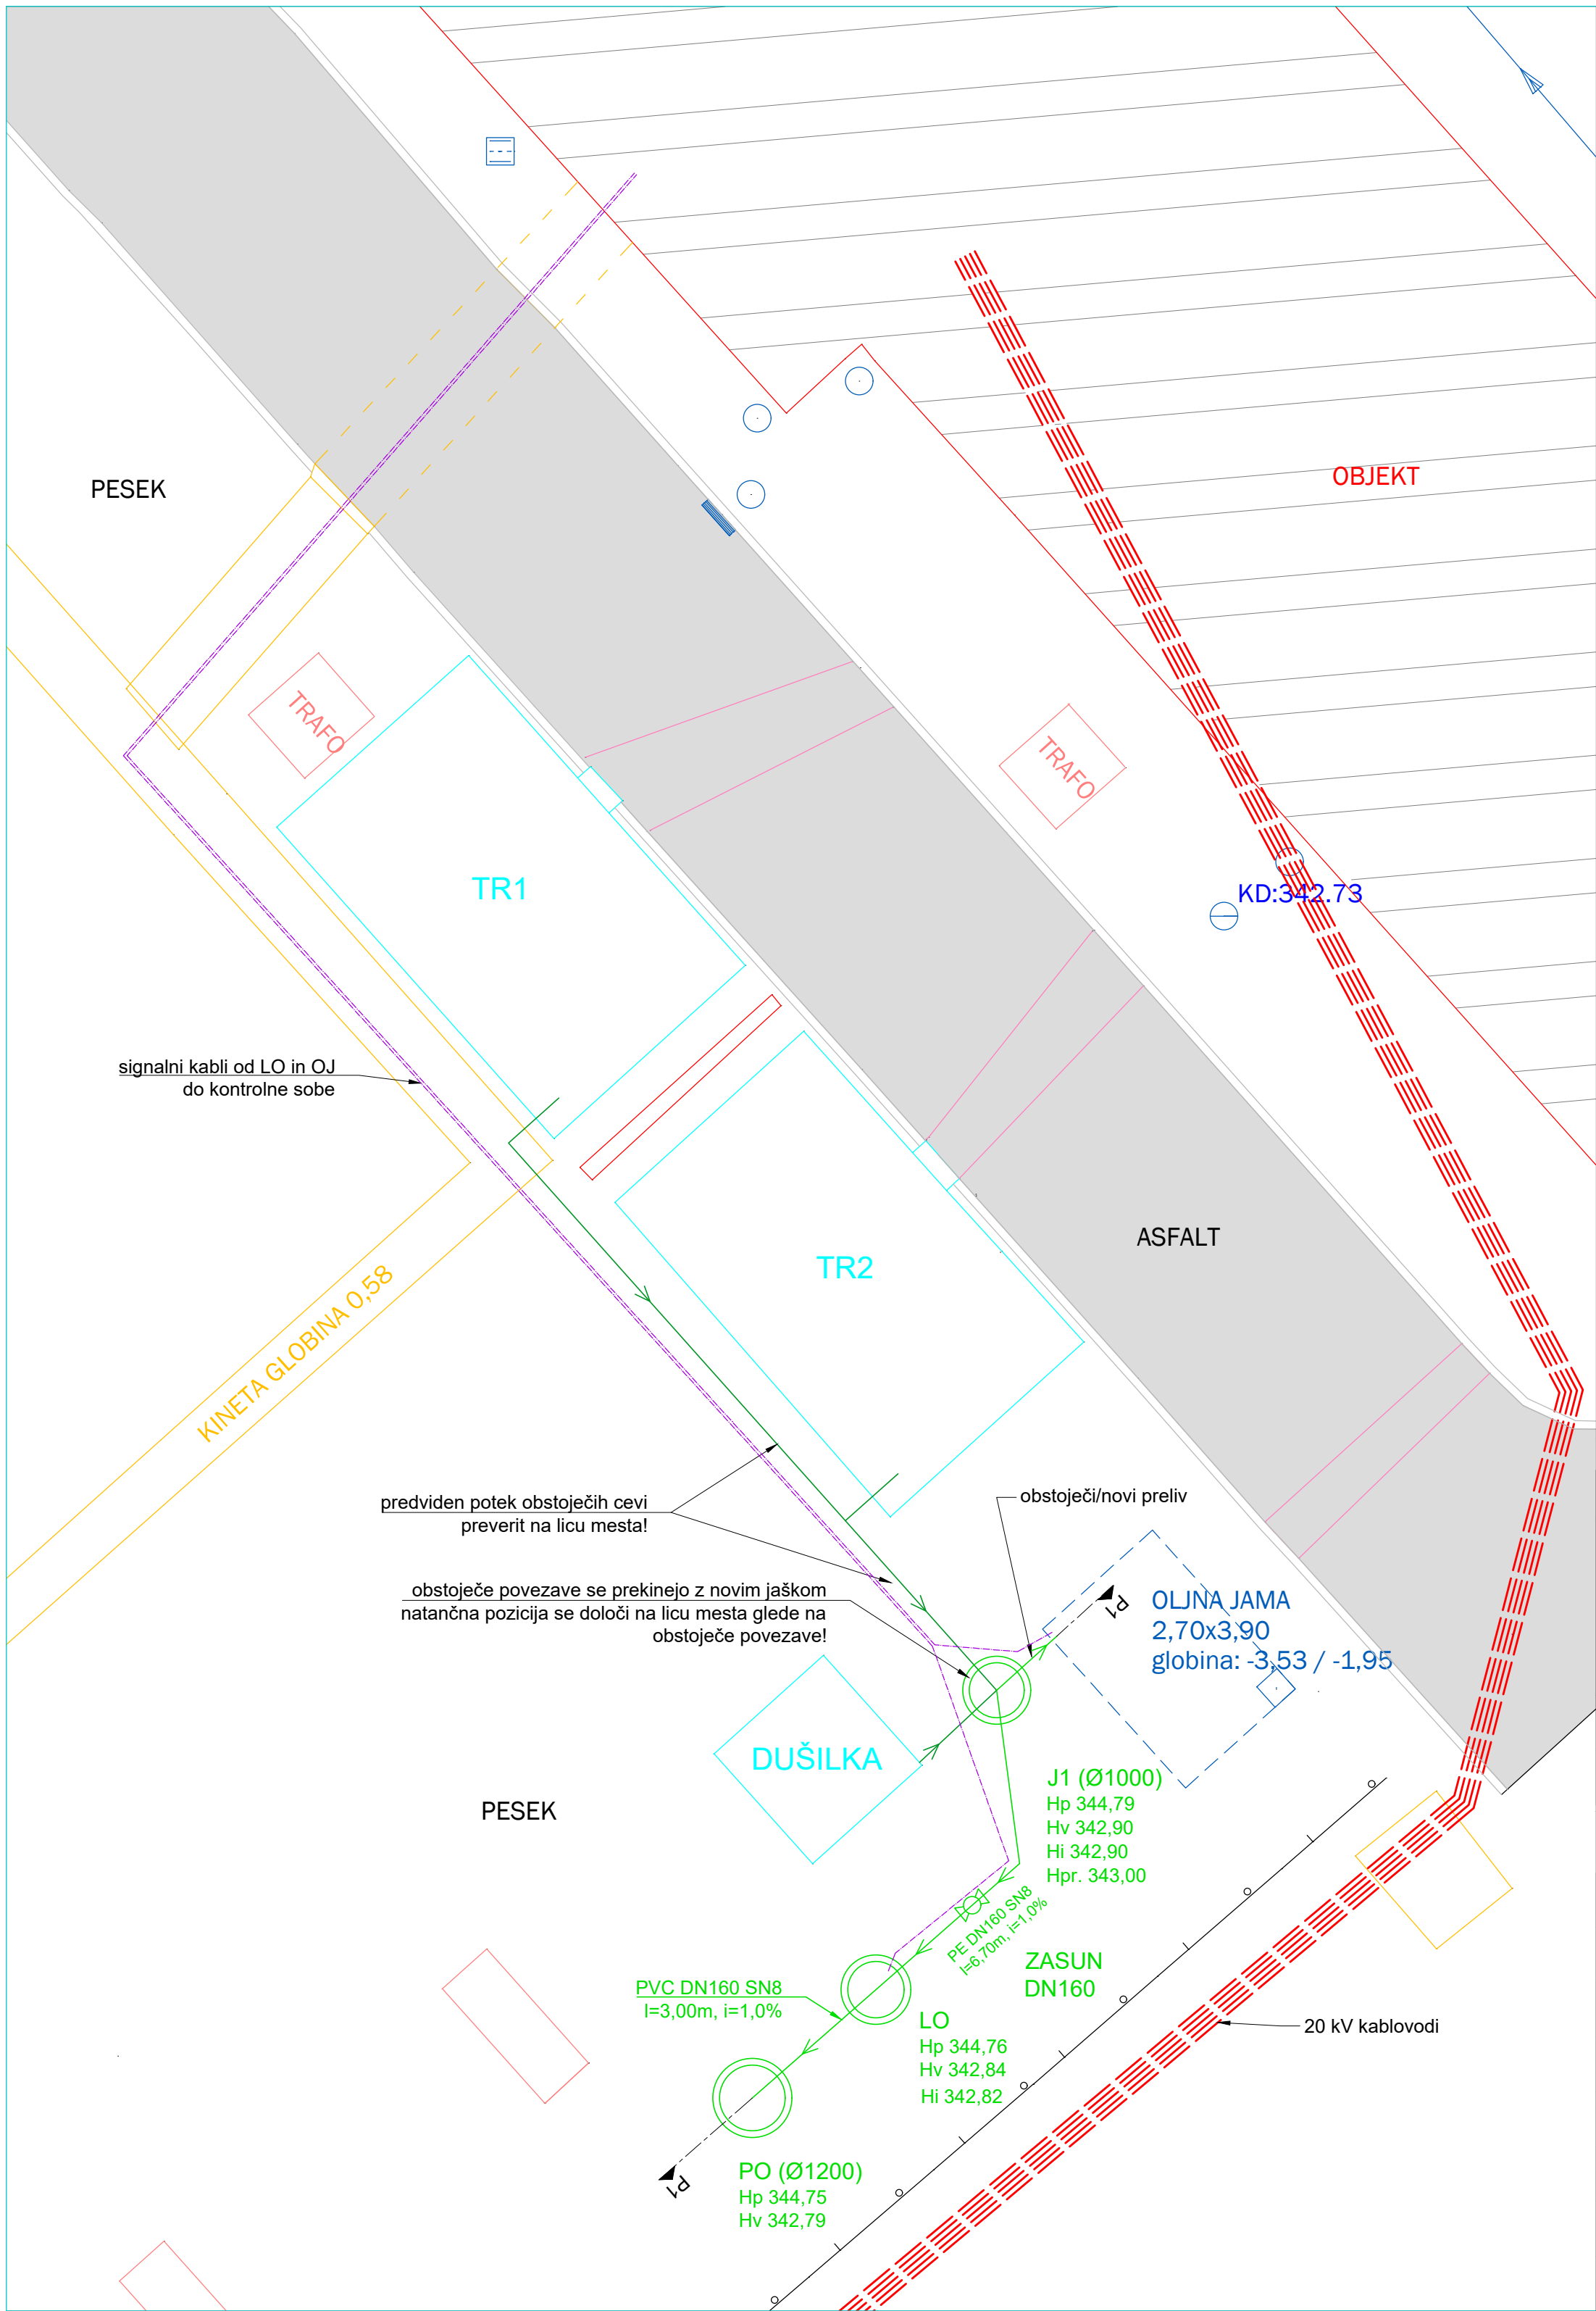 PESEK
OBJEKT
TRAFO
TRAFO
TR1
KD:342.73
signalni kabli od LO in OJ
do kontrolne sobe
ASFALT
TR2
KINETA GLOBINA 0,58
predviden potek obstoječih cevi
preverit na licu mesta!
obstoječi/novi preliv
obstoječe povezave se prekinejo z novim jaškom
natančna pozicija se določi na licu mesta glede na
obstoječe povezave!
P1
OLJNA JAMA
2,70x3,90
globina: -3,53 / -1,95
DUŠILKA
PESEK
J1 (Ø1000)
Hp 344,79
Hv 342,90
Hi 342,90
Hpr. 343,00
PE DN160 SN8
l=6,70m, i=1,0%
ZASUN
DN160
PVC DN160 SN8
l=3,00m, i=1,0%
LO
Hp 344,76
Hv 342,84
Hi 342,82
20 kV kablovodi
P1
PO (Ø1200)
Hp 344,75
Hv 342,79